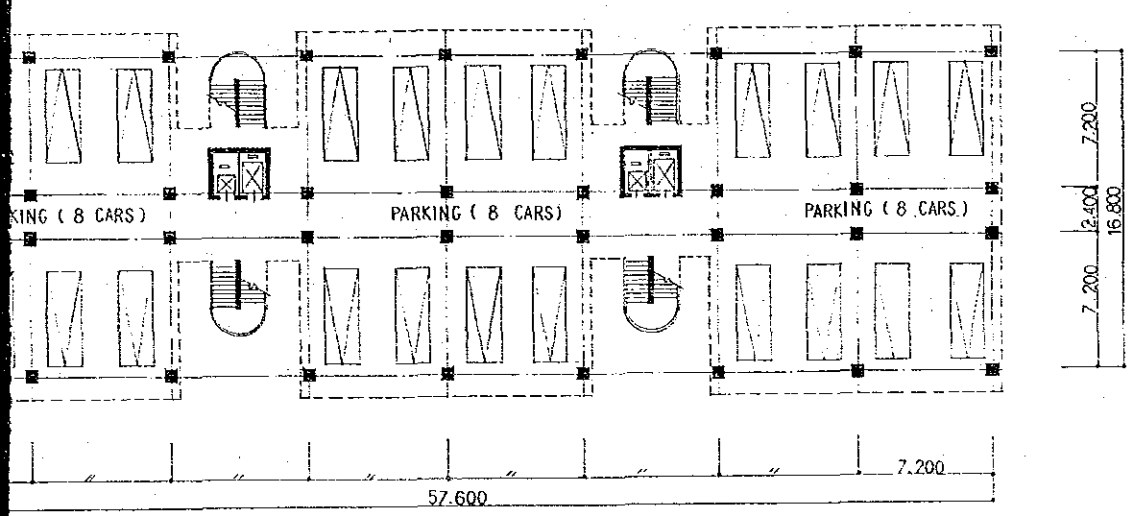 7.200
KING ( 8 CARS)
PARKING ( 8 CARS)
PARKING ( 8 CARS)
2.400
16.800
7.200
7.200
57.600